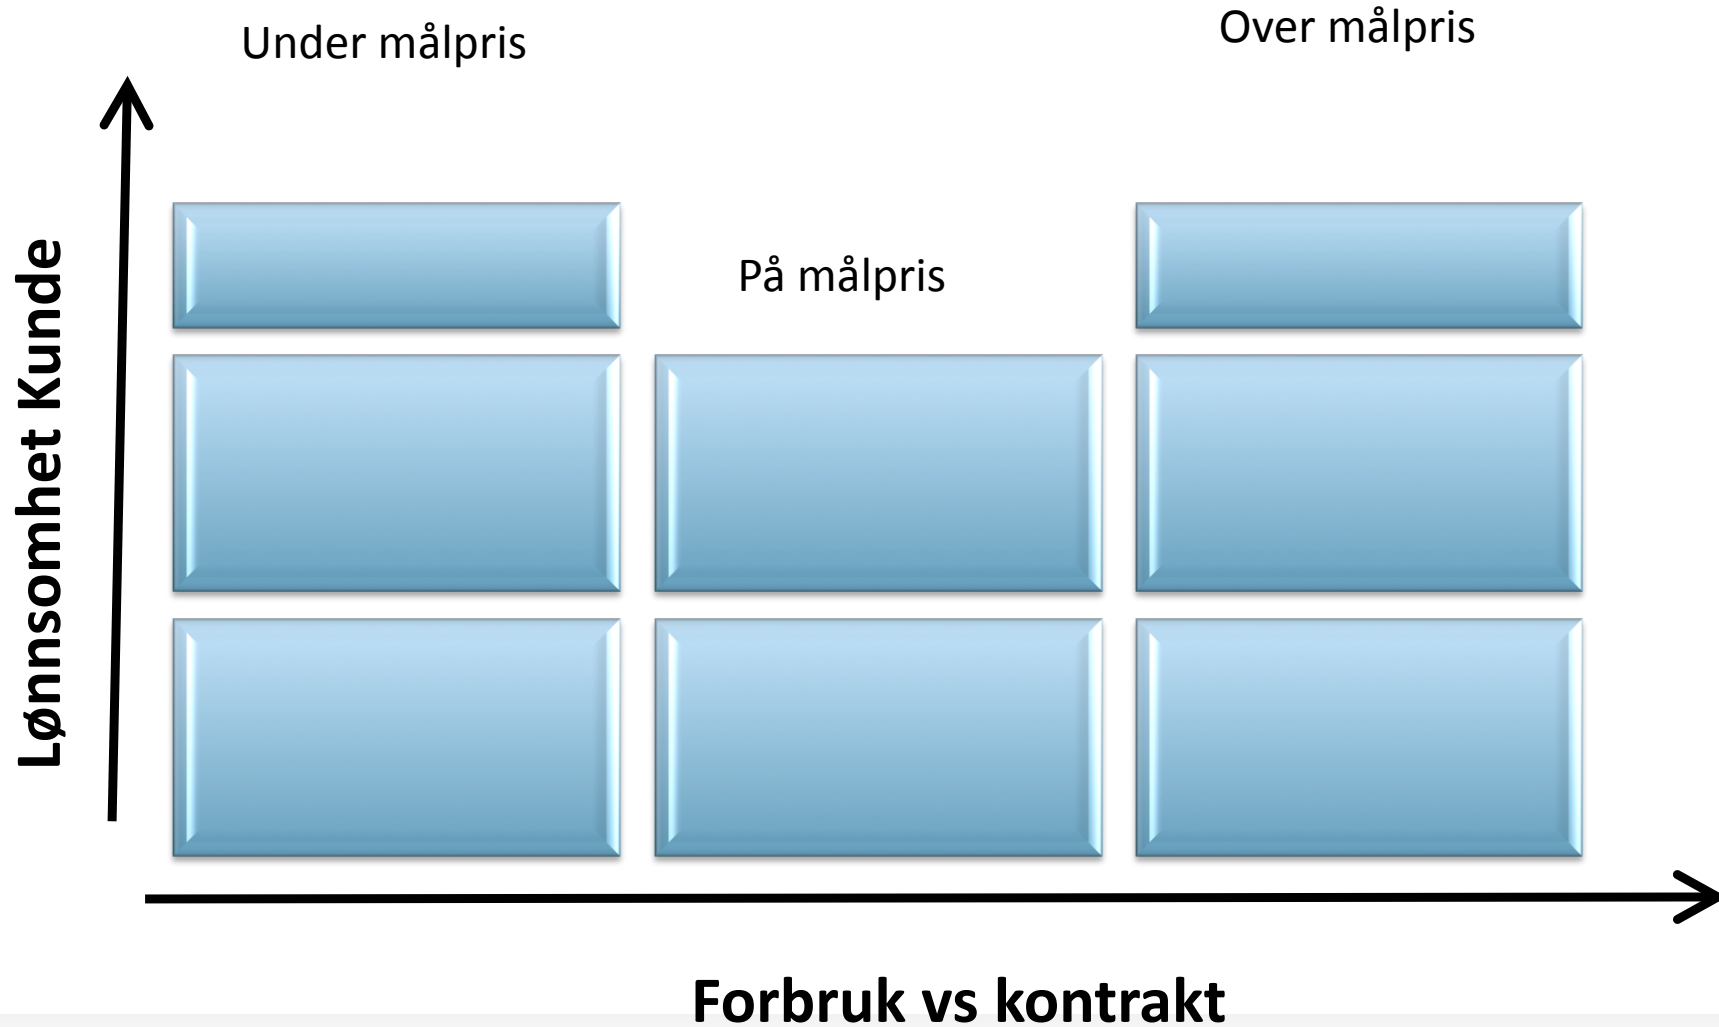 Under målpris
Over målpris
På målpris
Lønnsomhet Kunde
Forbruk vs kontrakt